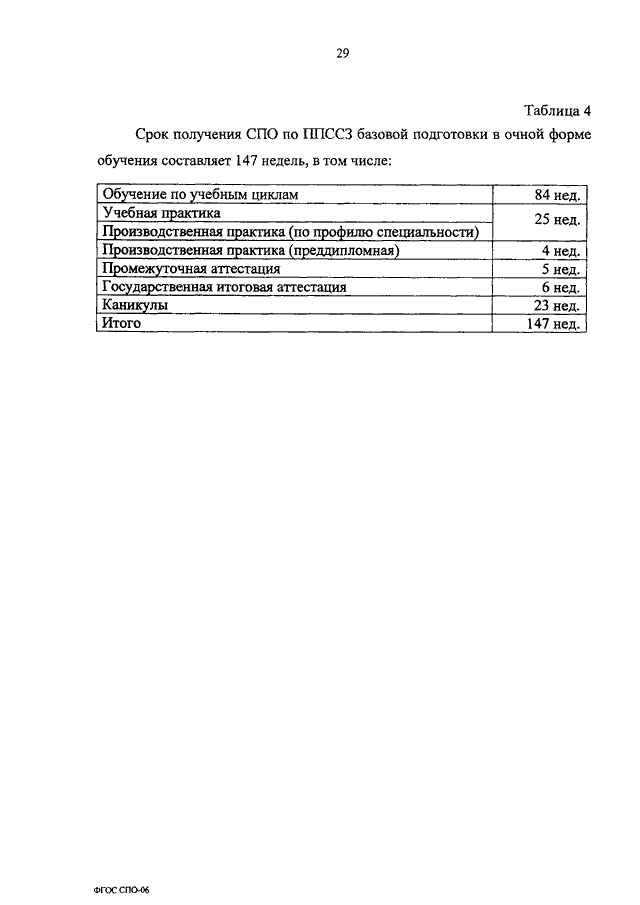 29
Таблица 4
Срок получения СПО по ППССЗ базовой подготовки в очной форме
обучения составляет 147 недель, в том числе:
Обучение по учебным циклам 84 нед.
Учебная практика 25 нед.
Производственная практика (по профилю специальности)
Производственная практика (преддипломная) 4 нед.
Промежуточная аттестация 5 нед.
Государственная итоговая аттестация 6 нед.
Каникулы 23 нед.
Итого 147 нед.
ФГОС СПО-06